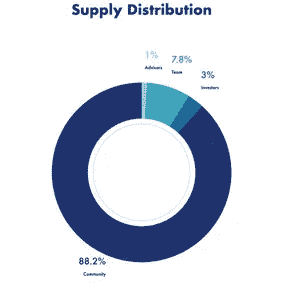 Supply Distribution
1%
Advisors
7.8%
Team
3%
Investors
88.2%
Community